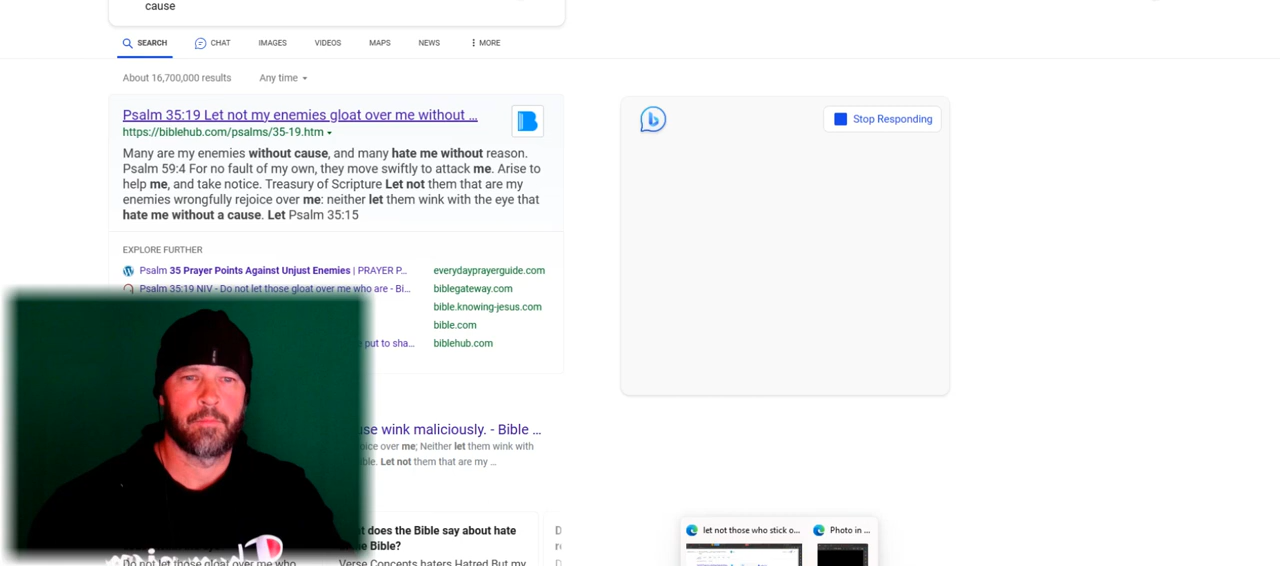 cause
SEARCH
CHAT
IMAGES
VIDEOS
MAPS
NEWS
MORE
About 16,700,000 results
Any time
Psalm 35:19 Let not my enemies gloat over me without ...
https://biblehub.com/psalms/35-19.htm
Many are my enemies without cause, and many hate me without reason.
Psalm 59:4 For no fault of my own, they move swiftly to attack me. Arise to
help me, and take notice. Treasury of Scripture Let not them that are my
enemies wrongfully rejoice over me: neither let them wink with the eye that
hate me without a cause. Let Psalm 35:15
EXPLORE FURTHER
Psalm 35 Prayer Points Against Unjust Enemies | PRAYER P...
everydayprayerguide.com
Psalm 35:19 NIV - Do not let those gloat over me who are - Bi...
biblegateway.com
bible.knowing-jesus.com
bible.com
put to sha...
biblehub.com
wink maliciously. - Bible ...
over me; Neither let them wink with
Let not them that are my ...
does the Bible say about hate
Bible?
Do not let those gloat over me who
Verse Concepts haters Hatred But my
Stop Responding
let not those who stick o...
Photo in ...